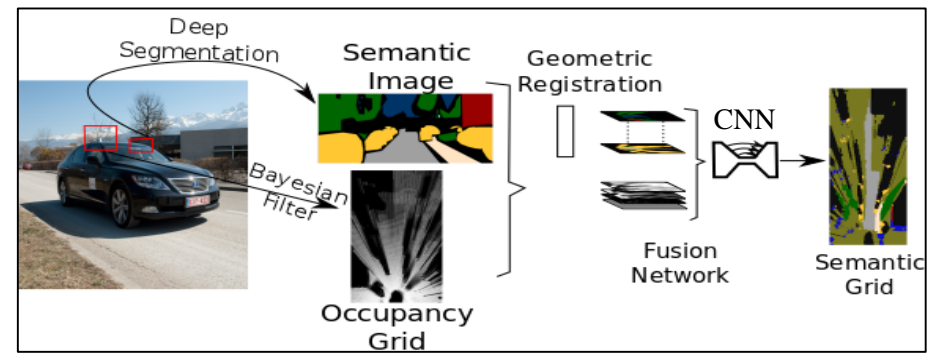 Deep
Segmentation
Semantic
Image
Geometric
Registration
CNN
Bayesian
Filter
Fusion
Network
Semantic
Grid
Occupancy
Grid